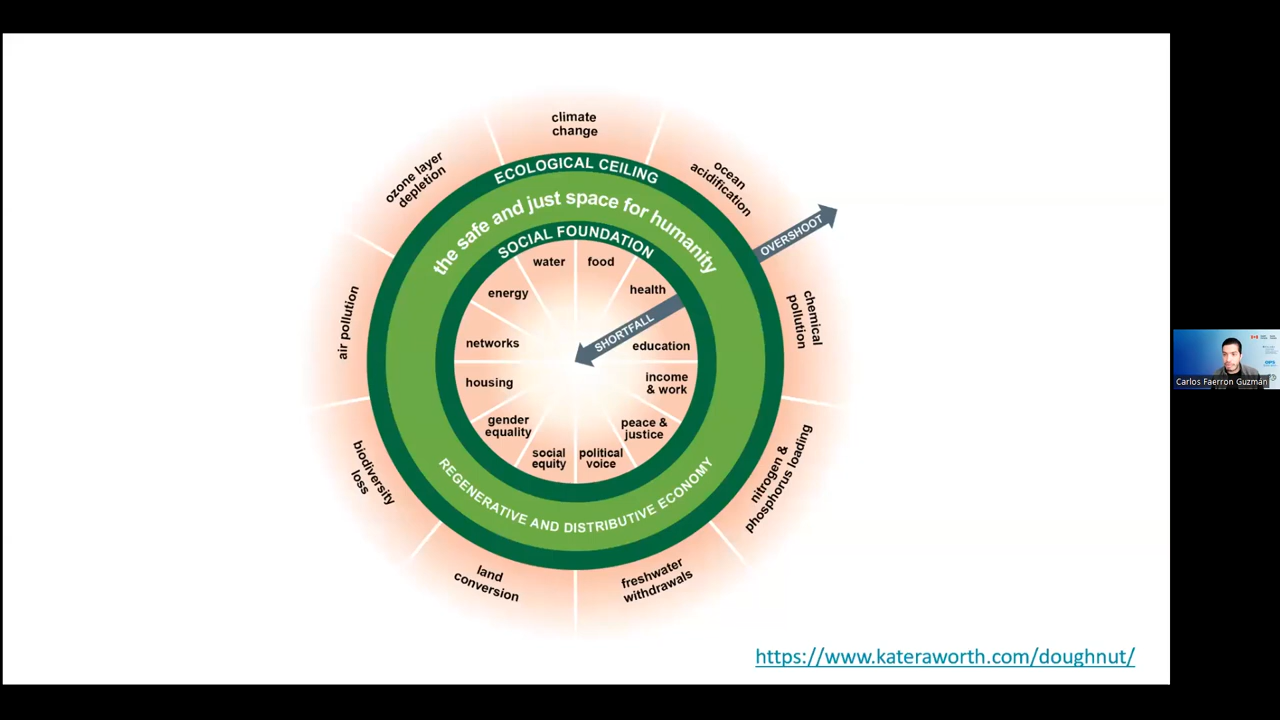 climate
change
ozone layer
depletion
ocean
acidification
ECOLOGICAL CEILING
the safe and just space for humanity
OVERSHOOT
SOCIAL FOUNDATION
water
food
energy
health
SHORTFALL
networks
education
housing
income
& work
gender
equality
peace &
justice
social
equity
political
voice
air pollution
chemical
pollution
REGENERATIVE AND DISTRIBUTIVE ECONOMY
biodiversity
loss
nitrogen &
phosphorus loading
land
conversion
freshwater
withdrawals
https://www.kateraworth.com/doughnut/
Carlos Faerron Guzmán